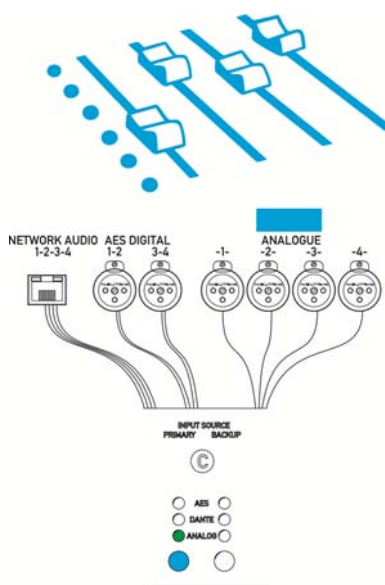 NETWORK AUDIO AES DIGITAL ANALOGUE
1-2-3-4 1-2 3-4 -1- -2- -3- -4-
INPUT SOURCE
PRIMARY BACKUP
C
AES
DANTE
ANALOG